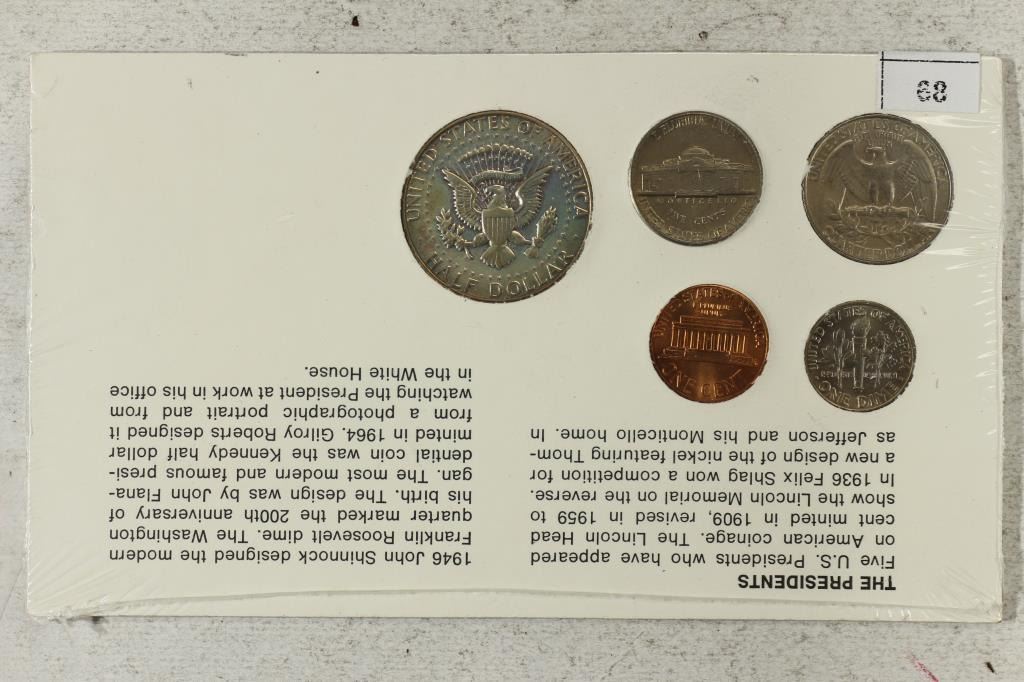 68
UNITED STATES OF AMERICA
HALF DOLLAR
E PLURIBUS UNUM
MONTICELLO
FIVE CENTS
UNITED STATES OF AMERICA
QUARTER DOLLAR
UNITED STATES OF AMERICA
ONE CENT
UNITED STATES OF AMERICA
ONE DIME
THE PRESIDENTS
Five U.S. Presidents who have appeared
on American coinage. The Lincoln Head
cent minted in 1909, revised in 1959 to
show the Lincoln Memorial on the reverse.
In 1936 Felix Shlag won a competition for
a new design of the nickel featuring Thom-
as Jefferson and his Monticello home. In
1946 John Shinnock designed the modern
Franklin Roosevelt dime. The Washington
quarter marked the 200th anniversary of
his birth. The design was by John Flana-
gan. The most modern and famous presi-
dential coin was the Kennedy half dollar
minted in 1964. Gilroy Roberts designed it
from a photographic portrait and from
watching the President at work in his office
in the White House.